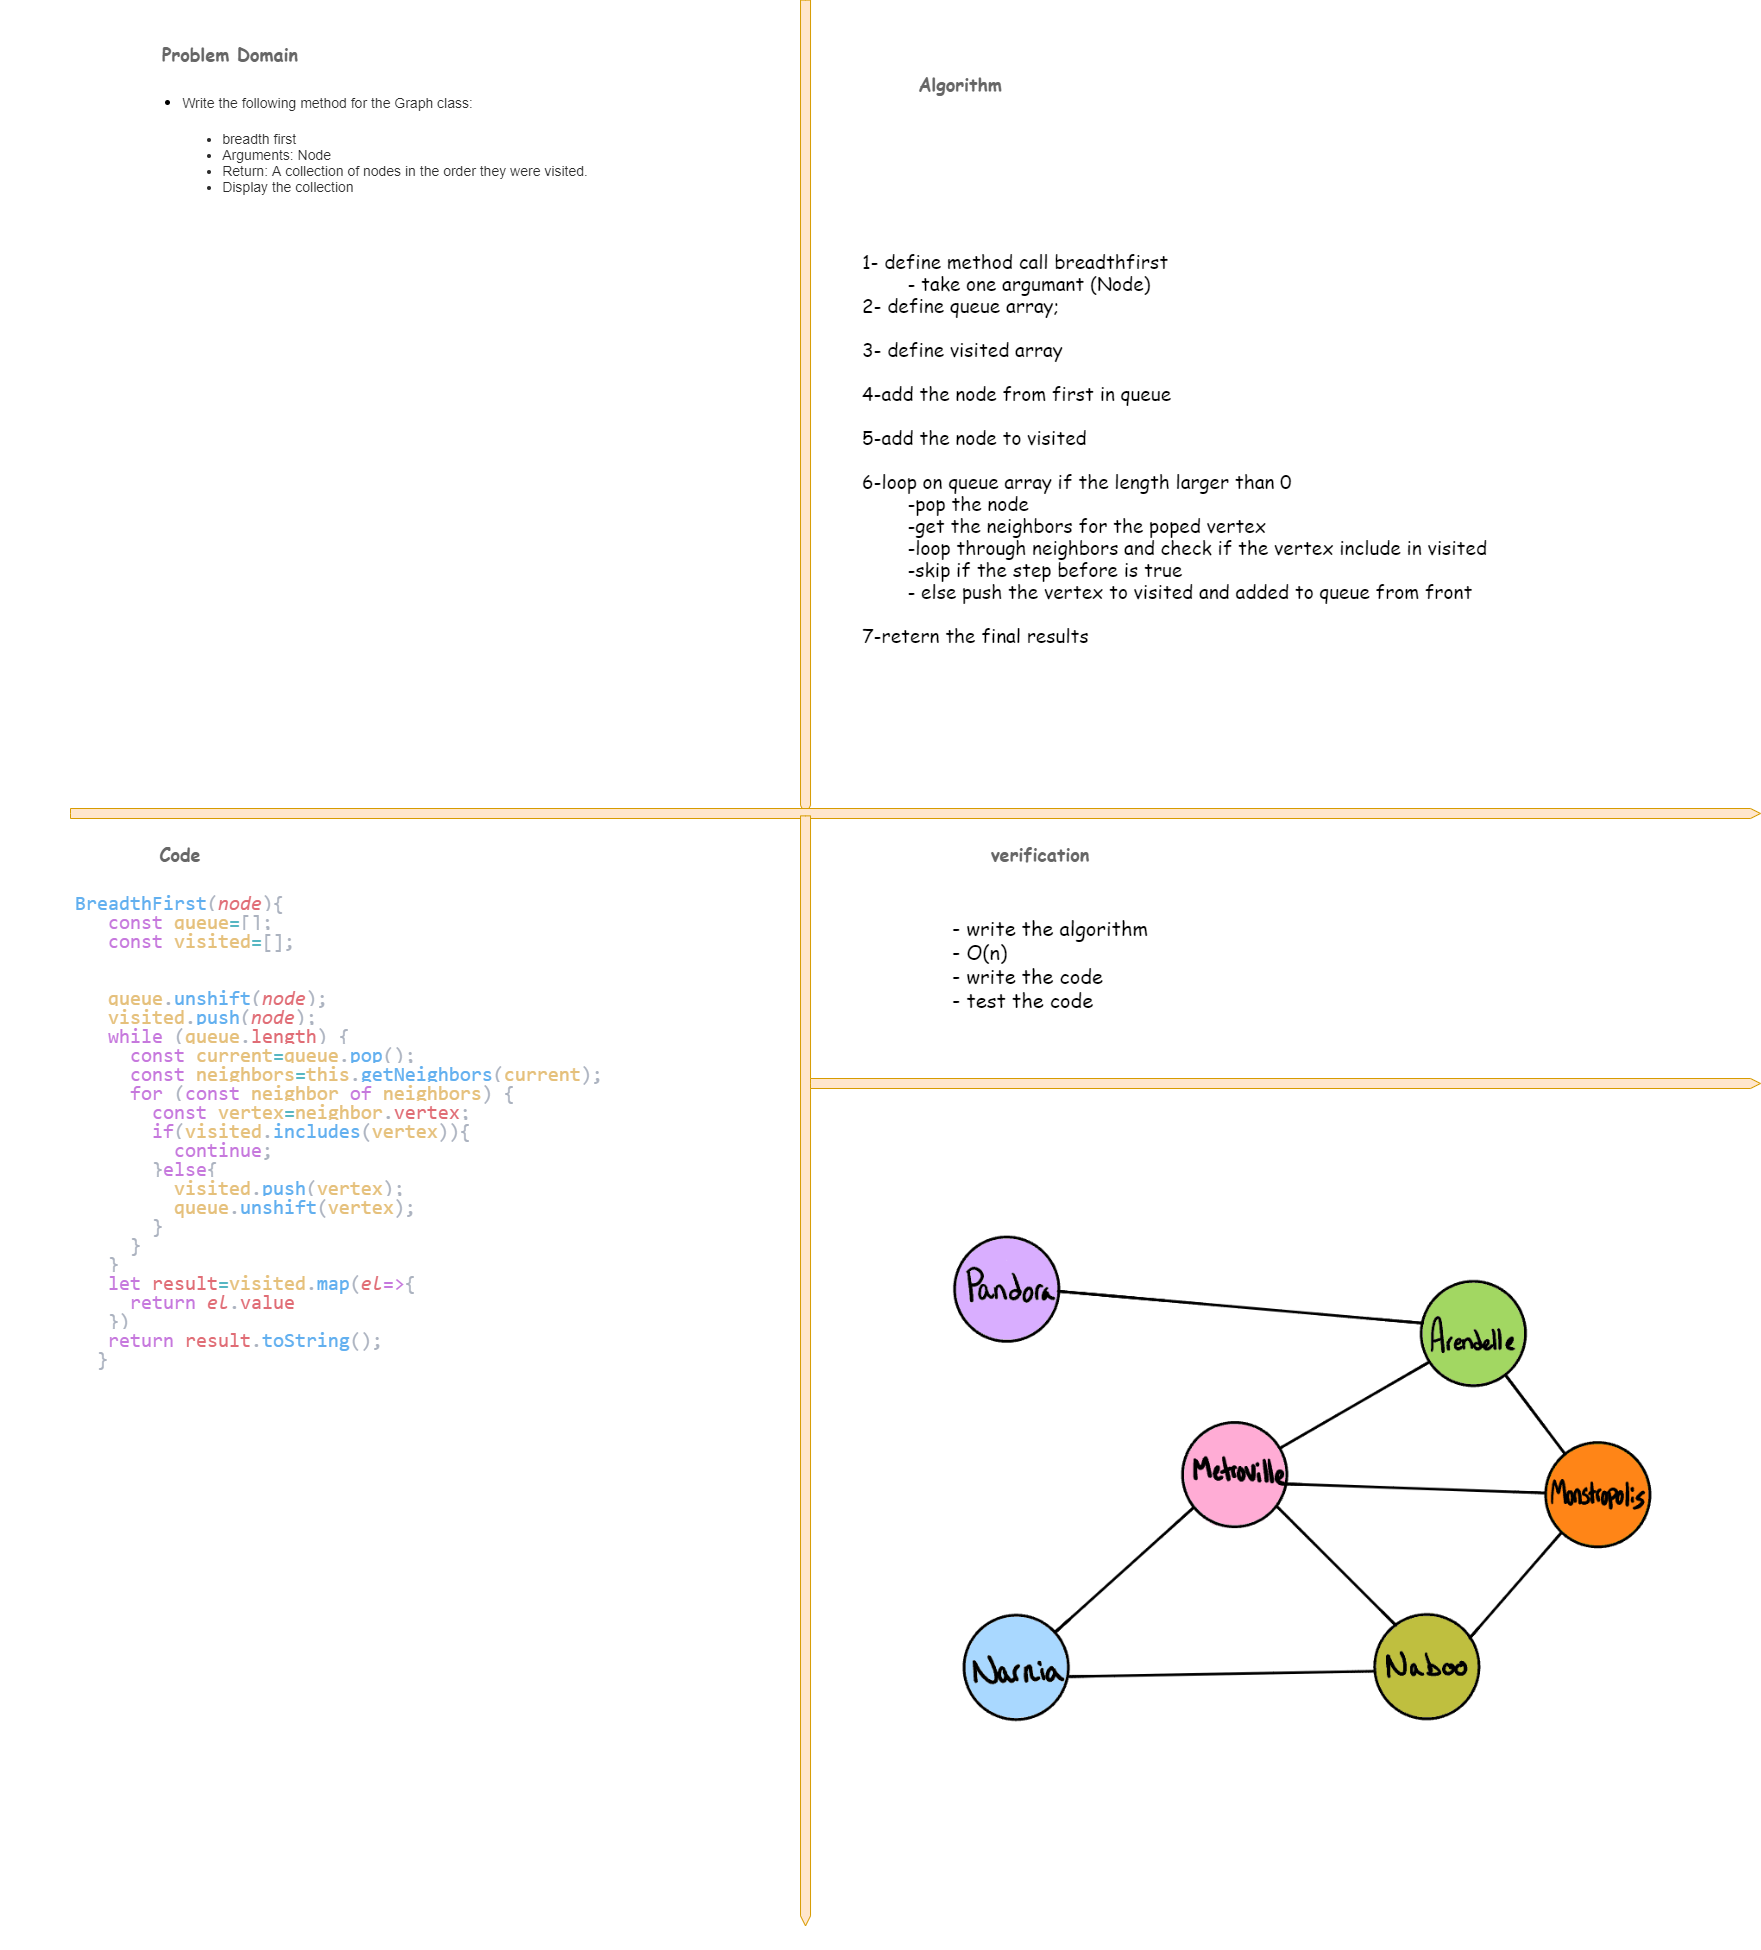 Problem Domain
Write the following method for the Graph class:
breadth first
Arguments: Node
Return: A collection of nodes in the order they were visited.
Display the collection
Algorithm
1- define method call breadthfirst
- take one argumant (Node)
2- define queue array;
3- define visited array
4-add the node from first in queue
5-add the node to visited
6-loop on queue array if the length larger than 0
-pop the node
-get the neighbors for the poped vertex
-loop through neighbors and check if the vertex include in visited
-skip if the step before is true
- else push the vertex to visited and added to queue from front
7-retern the final results
Code
BreadthFirst(node){
const queue=[];
const visited=[];
queue.unshift(node);
visited.push(node);
while (queue.length) {
const current=queue.pop();
const neighbors=this.getNeighbors(current);
for (const neighbor of neighbors) {
const vertex=neighbor.vertex;
if(visited.includes(vertex)){
continue;
}else{
visited.push(vertex);
queue.unshift(vertex);
}
}
}
let result=visited.map(el=>{
return el.value
})
return result.toString();
}
verification
- write the algorithm
- O(n)
- write the code
- test the code
Pandora
Arendelle
Metroville
Monstropolis
Narnia
Naboo